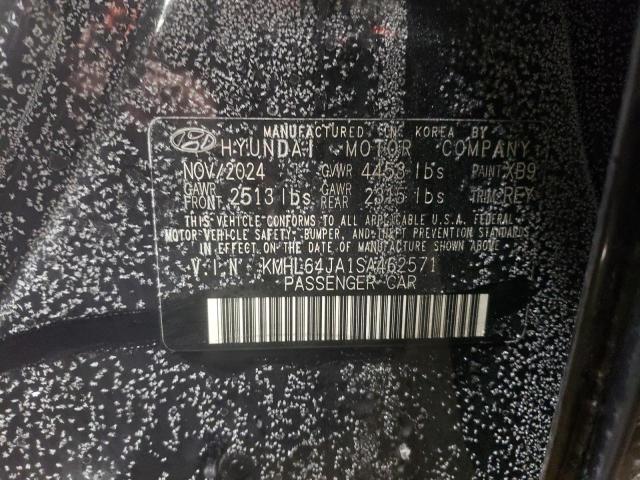 MANUFACTURED IN KOREA BY
HYUNDAI MOTOR COMPANY
NOV/2024 GVWR 4453 lbs PAINT XB9
GAWR FRONT 2513 lbs GAWR REAR 2315 lbs TRIM REY
THIS VEHICLE CONFORMS TO ALL APPLICABLE U.S.A. FEDERAL
MOTOR VEHICLE SAFETY, BUMPER, AND THEFT PREVENTION STANDARDS
IN EFFECT ON THE DATE OF MANUFACTURE SHOWN ABOVE.
V.I.N KMHL64JA1SA462571
PASSENGER CAR